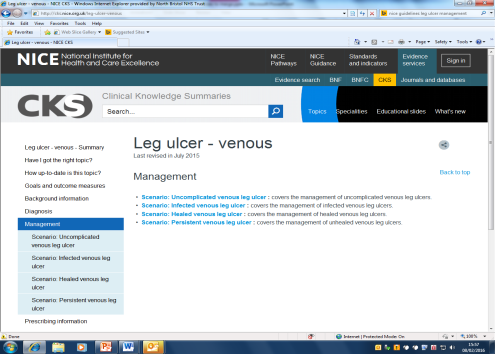 Leg ulcer - venous - NICE CKS - Windows Internet Explorer provided by North Bristol NHS Trust
nice guidelines leg ulcer management
File Edit View Favorites Tools Help
Favorites Web Slice Gallery Suggested Sites
Leg ulcer - venous - NICE CKS
Page Safety Tools
NICE National Institute for
Health and Care Excellence
NICE
Pathways
NICE
Guidance
Standards
and indicators
Evidence
services
Sign in
Evidence search BNF BNFC CKS Journals and databases
CKS
Clinical Knowledge Summaries
Search...
Topics Specialities Educational slides What's new
Leg ulcer - venous - Summary
Have I got the right topic?
How up-to-date is this topic?
Goals and outcome measures
Background information
Diagnosis
Management
Scenario: Uncomplicated
venous leg ulcer
Scenario: Infected venous leg
ulcer
Scenario: Healed venous leg
ulcer
Scenario: Persistent venous leg
ulcer
Prescribing information
Leg ulcer - venous
Last revised in July 2015
Back to top
Management
Scenario: Uncomplicated venous leg ulcer : covers the management of uncomplicated venous leg ulcers.
Scenario: Infected venous leg ulcer : covers the management of infected venous leg ulcers.
Scenario: Healed venous leg ulcer : covers the management of healed venous leg ulcers.
Scenario: Persistent venous leg ulcer : covers the management of unhealed venous leg ulcers.
Done
Internet | Protected Mode: On
100%
15:37
08/02/2016